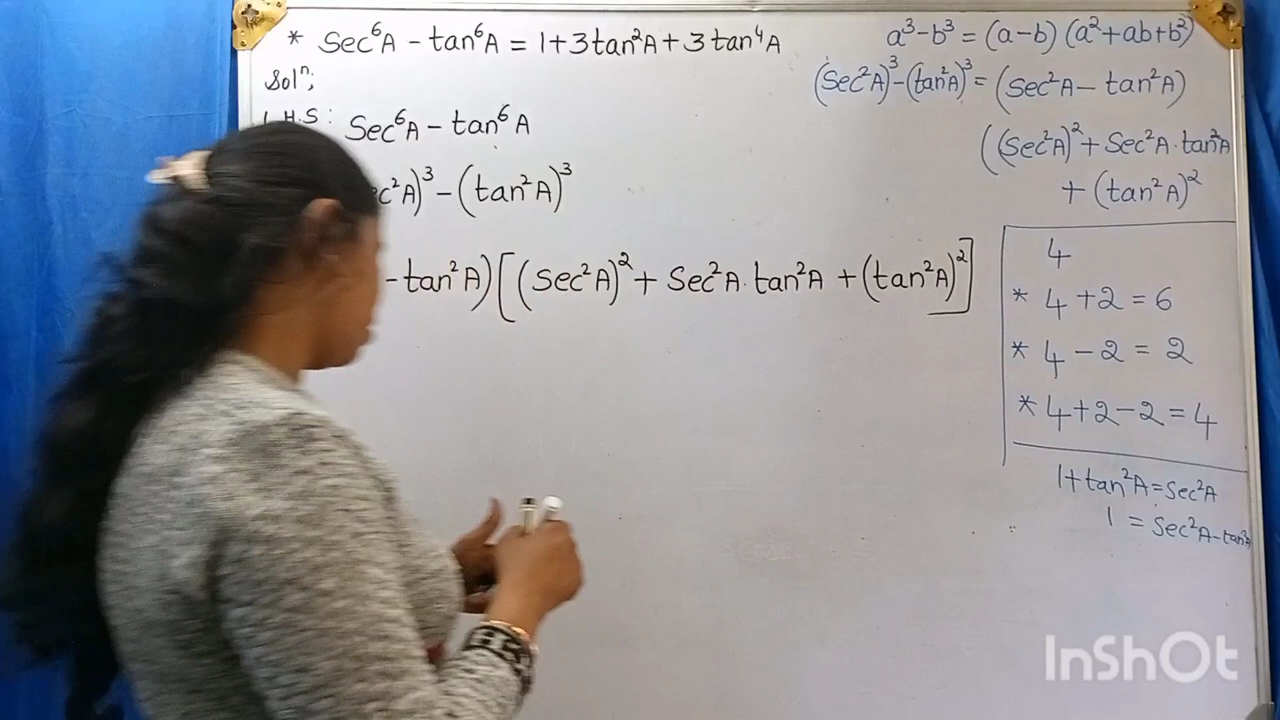 * Sec⁶A - tan⁶A = 1+3tan²A+3tan⁴A
Solⁿ;
L.H.S: Sec⁶A - tan⁶A
c²A)³ - (tan²A)³
- tan²A)[(Sec²A)² + Sec²A.tan²A + (tan²A)²]
a³-b³ = (a-b) (a²+ab+b²)
(Sec²A)³-(tan²A)³ = (Sec²A - tan²A)
((Sec²A)² + Sec²A.tan²A
+ (tan²A)²
4
* 4 + 2 = 6
* 4 - 2 = 2
* 4+2-2=4
1+tan²A=Sec²A
1 = Sec²A-tan²A
InShOt